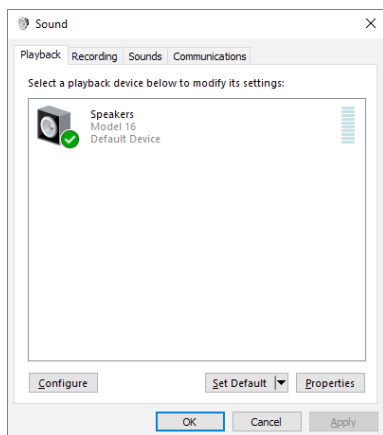 Sound
Playback Recording Sounds Communications
Select a playback device below to modify its settings:
Speakers
Model 16
Default Device
Configure Set Default Properties
OK Cancel Apply